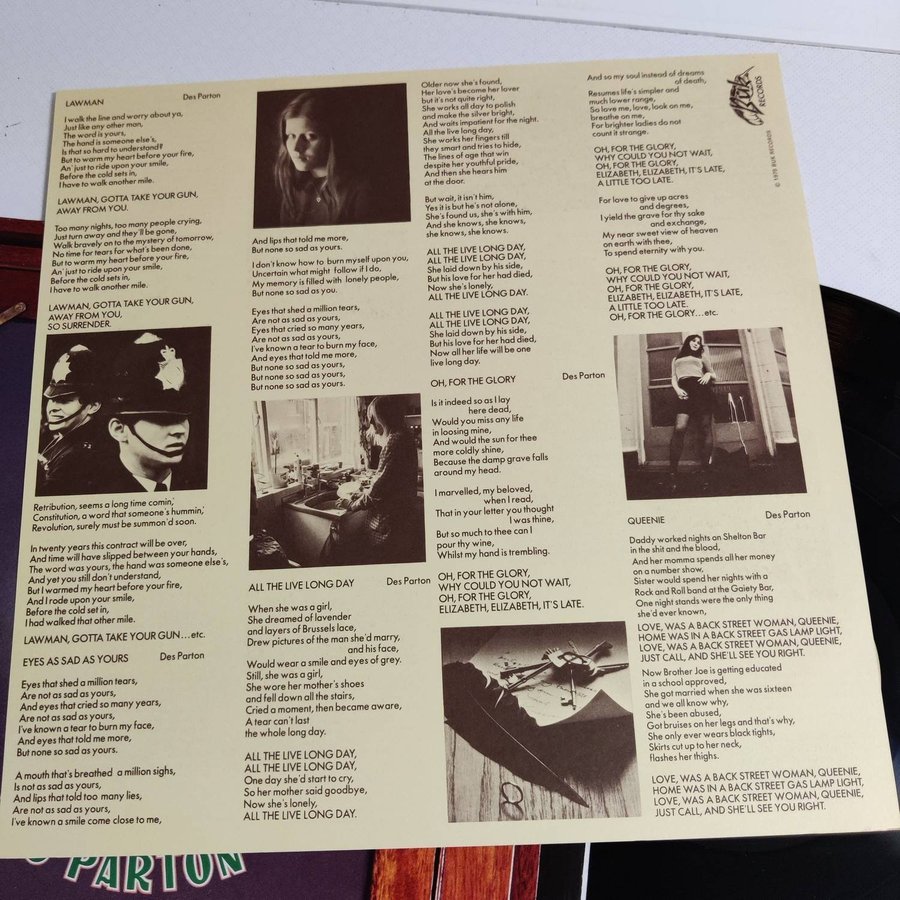 LAWMAN
Des Parton
I walk the line and worry about ya,
Just like any other man,
The word is yours,
The hand is someone else's,
Is that so hard to understand?
But to warm my heart before your fire,
An' just to ride upon your smile,
Before the cold sets in,
I have to walk another mile.
LAWMAN, GOTTA TAKE YOUR GUN,
AWAY FROM YOU.
Too many nights, too many people crying,
Just turn away and they'll be gone,
Walk bravely on to the mystery of tomorrow,
No time for tears for what's been done,
But to warm my heart before your fire,
An' just to ride upon your smile,
Before the cold sets in,
I have to walk another mile.
LAWMAN, GOTTA TAKE YOUR GUN,
AWAY FROM YOU,
SO SURRENDER.
Retribution, seems a long time comin',
Constitution, a word that someone's hummin',
Revolution, surely must be summon'd soon.
In twenty years this contract will be over,
And time will have slipped between your hands,
The word was yours, the hand was someone else's,
And yet you still don't understand,
But I warmed my heart before your fire,
And I rode upon your smile,
Before the cold set in,
I had walked that other mile.
LAWMAN, GOTTA TAKE YOUR GUN...etc.
EYES AS SAD AS YOURS
Des Parton
Eyes that shed a million tears,
Are not as sad as yours,
And eyes that cried so many years,
Are not as sad as yours,
I've known a tear to burn my face,
And eyes that told me more,
But none so sad as yours.
A mouth that's breathed a million sighs,
Is not as sad as yours,
And lips that told too many lies,
Are not as sad as yours,
I've known a smile come close to me,
And lips that told me more,
But none so sad as yours.
I don't know how to burn myself upon you,
Uncertain what might follow if I do,
My memory is filled with lonely people,
But none so sad as you.
Eyes that shed a million tears,
Are not as sad as yours,
Eyes that cried so many years,
Are not as sad as yours,
I've known a tear to burn my face,
And eyes that told me more,
But none so sad as yours,
But none so sad as yours,
But none so sad as yours.
ALL THE LIVE LONG DAY
Des Parton
When she was a girl,
She dreamed of lavender
and layers of Brussels lace,
Drew pictures of the man she'd marry,
and his face,
Would wear a smile and eyes of grey.
Still, she was a girl,
She wore her mother's shoes
and fell down all the stairs,
Cried a moment, then became aware,
A tear can't last
the whole long day.
ALL THE LIVE LONG DAY,
ALL THE LIVE LONG DAY,
One day she'd start to cry,
So her mother said goodbye,
Now she's lonely,
ALL THE LIVE LONG DAY.
Older now she's found,
Her love's become her lover
but it's not quite right,
She works all day to polish
and make the silver bright,
And waits impatient for the night.
All the live long day,
She works her fingers till
they smart and tries to hide,
The lines of age that win
despite her youthful pride,
And then she hears him
at the door.
But wait, it isn't him,
Yes it is but he's not alone,
She's found us, she's with him,
And she knows, she knows,
she knows, she knows.
ALL THE LIVE LONG DAY,
ALL THE LIVE LONG DAY,
She laid down by his side,
But his love for her had died,
Now she's lonely,
ALL THE LIVE LONG DAY.
ALL THE LIVE LONG DAY,
ALL THE LIVE LONG DAY,
She laid down by his side,
But his love for her had died,
Now all her life will be one
live long day.
OH, FOR THE GLORY
Des Parton
Is it indeed so as I lay
here dead,
Would you miss any life
in loosing mine,
And would the sun for thee
more coldly shine,
Because the damp grave falls
around my head.
I marvelled, my beloved,
when I read,
That in your letter you thought
I was thine,
But so much to thee can I
pour thy wine,
Whilst my hand is trembling.
OH, FOR THE GLORY,
WHY COULD YOU NOT WAIT,
OH, FOR THE GLORY,
ELIZABETH, ELIZABETH, IT'S LATE.
And so my soul instead of dreams
of death,
Resumes life's simpler and
much lower range,
So love me, love, look on me,
breathe on me,
For brighter ladies do not
count it strange.
OH, FOR THE GLORY,
WHY COULD YOU NOT WAIT,
OH, FOR THE GLORY,
ELIZABETH, ELIZABETH, IT'S LATE,
A LITTLE TOO LATE.
For love to give up acres
and degrees,
I yield the grave for thy sake
and exchange,
My near sweet view of heaven
on earth with thee,
To spend eternity with you.
OH, FOR THE GLORY,
WHY COULD YOU NOT WAIT,
OH, FOR THE GLORY,
ELIZABETH, ELIZABETH, IT'S LATE,
A LITTLE TOO LATE.
OH, FOR THE GLORY...etc.
QUEENIE
Des Parton
Daddy worked nights on Shelton Bar
in the shit and the blood,
And her momma spends all her money
on a number show,
Sister would spend her nights with a
Rock and Roll band at the Gaiety Bar,
One night stands were the only thing
she'd ever known,
LOVE, WAS A BACK STREET WOMAN, QUEENIE,
HOME WAS IN A BACK STREET GAS LAMP LIGHT,
LOVE, WAS A BACK STREET WOMAN, QUEENIE,
JUST CALL, AND SHE'LL SEE YOU RIGHT.
Now Brother Joe is getting educated
in a school approved,
She got married when she was sixteen
and we all know why,
She's been abused,
Got bruises on her legs and that's why,
She only ever wears black tights,
Skirts cut up to her neck,
flashes her thighs.
LOVE, WAS A BACK STREET WOMAN, QUEENIE,
HOME WAS IN A BACK STREET GAS LAMP LIGHT,
LOVE, WAS A BACK STREET WOMAN, QUEENIE,
JUST CALL, AND SHE'LL SEE YOU RIGHT.
Buk
RECORDS
PARTON